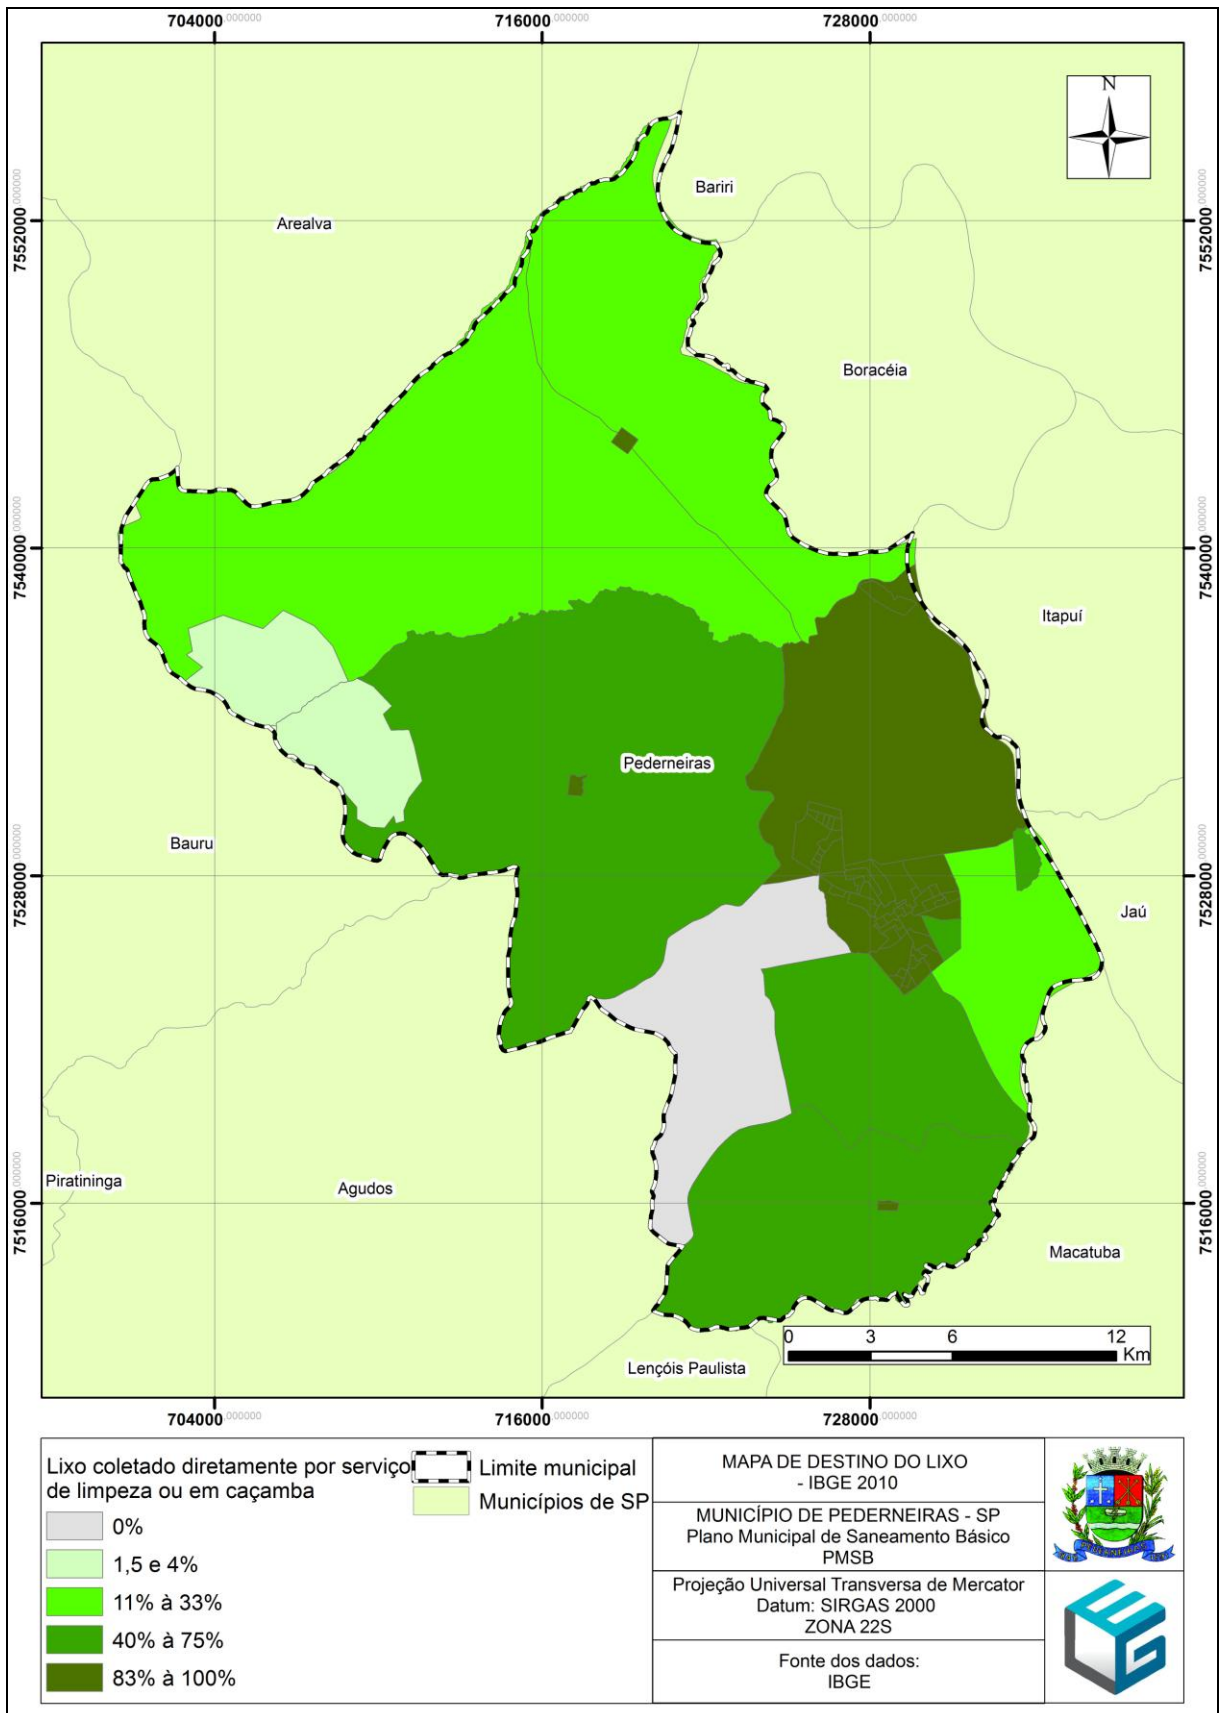 704000,000000
716000,000000
728000,000000
N
7552000,000000
7552000,000000
Bariri
Arealva
Boracéia
7540000,000000
7540000,000000
Itapuí
Pederneiras
Bauru
7528000,000000
7528000,000000
Jaú
Piratininga
Agudos
7516000,000000
7516000,000000
Macatuba
0 3 6 12
Km
Lençóis Paulista
704000,000000
716000,000000
728000,000000
Lixo coletado diretamente por serviço
de limpeza ou em caçamba
0%
1,5 e 4%
11% à 33%
40% à 75%
83% à 100%
Limite municipal
Municípios de SP
MAPA DE DESTINO DO LIXO
- IBGE 2010
MUNICÍPIO DE PEDERNEIRAS - SP
Plano Municipal de Saneamento Básico
PMSB
Projeção Universal Transversa de Mercator
Datum: SIRGAS 2000
ZONA 22S
Fonte dos dados:
IBGE
PEDERNEIRAS